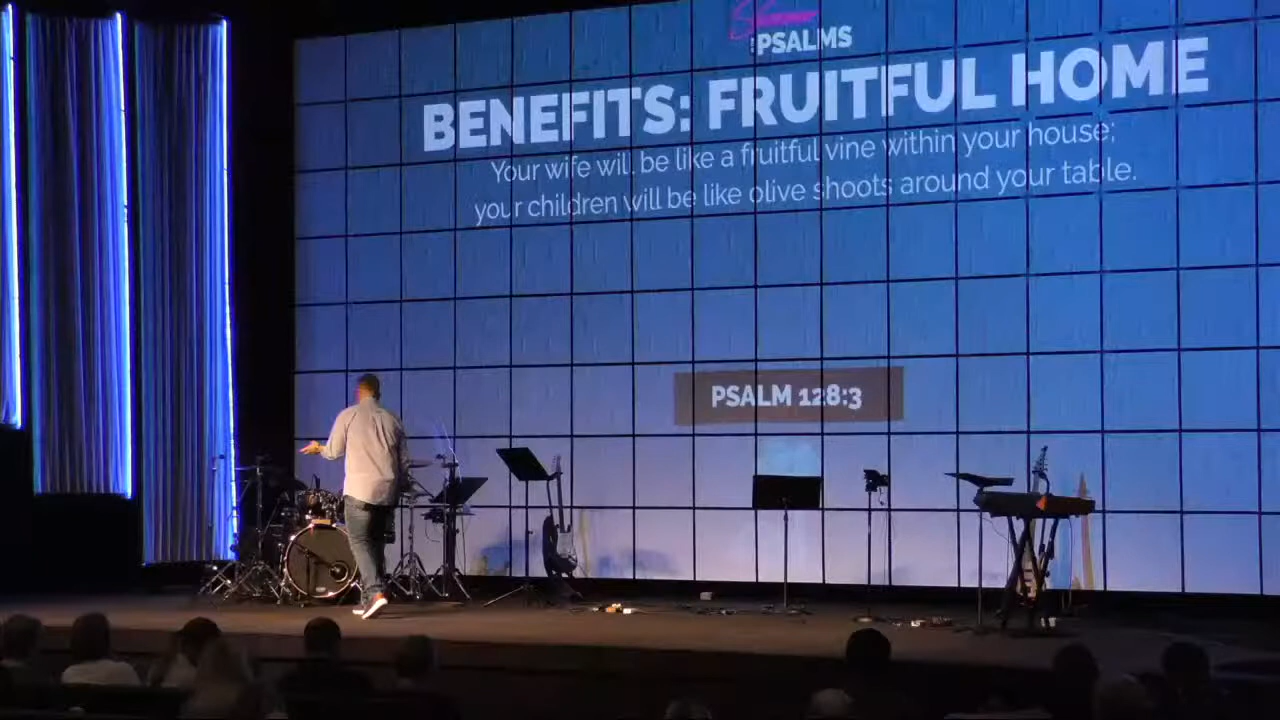 PSALMS
BENEFITS: FRUITFUL HOME
Your wife will be like a fruitful vine within your house;
your children will be like olive shoots around your table.
PSALM 128:3